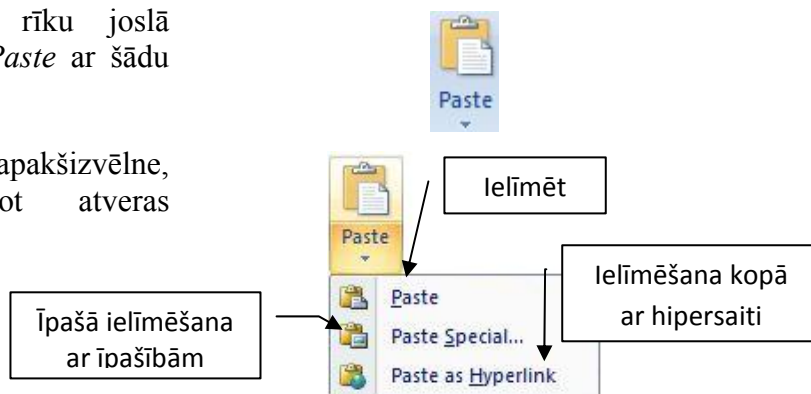 rīku joslā
Paste ar šādu
Paste
apakšizvēlne,
atveras
Ielīmēt
Paste
Ielīmēšana kopā
ar hipersaiti
Paste
Īpašā ielīmēšana
ar īpašībām
Paste Special...
Paste as Hyperlink